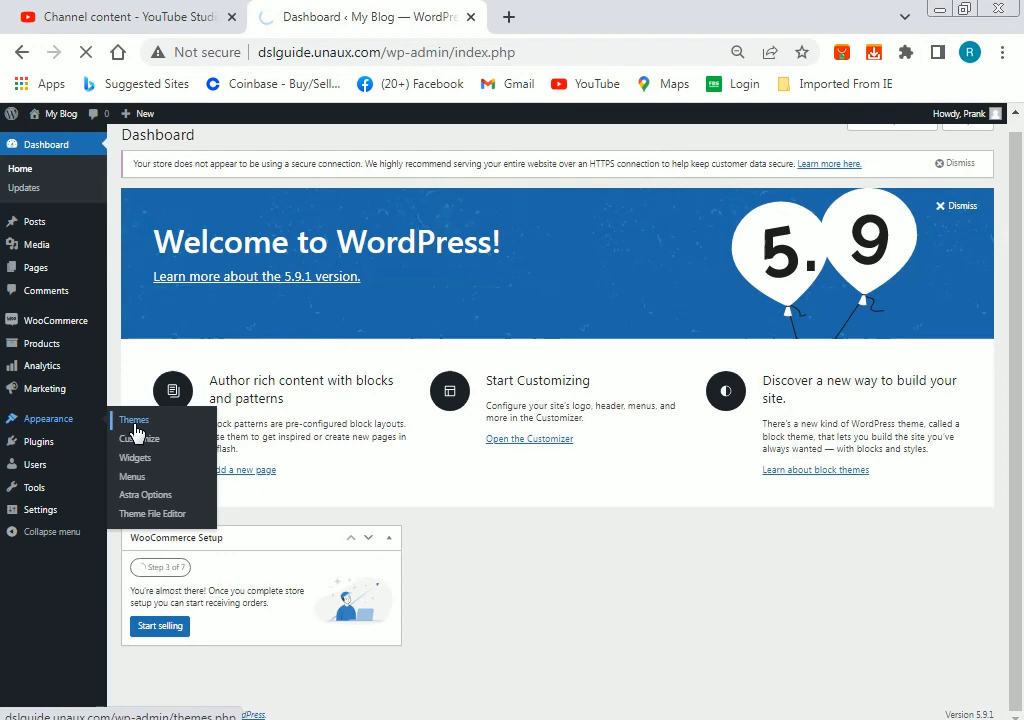 Channel content - YouTube Studi
Dashboard ‹ My Blog — WordPre
Not secure
dslguide.unaux.com/wp-admin/index.php
R
Apps
Suggested Sites
Coinbase - Buy/Sell...
(20+) Facebook
Gmail
YouTube
Maps
Login
Imported From IE
My Blog
0
New
Howdy, Prank
Dashboard
Home
Updates
Posts
Media
Pages
Comments
WooCommerce
Products
Analytics
Marketing
Appearance
Plugins
Users
Tools
Settings
Collapse menu
Themes
Customize
Widgets
Menus
Astra Options
Theme File Editor
Dashboard
Your store does not appear to be using a secure connection. We highly recommend serving your entire website over an HTTPS connection to help keep customer data secure. Learn more here.
Dismiss
Welcome to WordPress!
Learn more about the 5.9.1 version.
5.9
Dismiss
Author rich content with blocks
and patterns
ock patterns are pre-configured block layouts.
se them to get inspired or create new pages in
flash.
dd a new page
Start Customizing
Configure your site's logo, header, menus, and
more in the Customizer.
Open the Customizer
Discover a new way to build your
site.
There's a new kind of WordPress theme, called a
block theme, that lets you build the site you've
always wanted — with blocks and styles.
Learn about block themes
WooCommerce Setup
Step 3 of 7
You're almost there! Once you complete store
setup you can start receiving orders.
Start selling
dslguide.unaux.com/wp-admin/themes.php
dPress.
Version 5.9.1